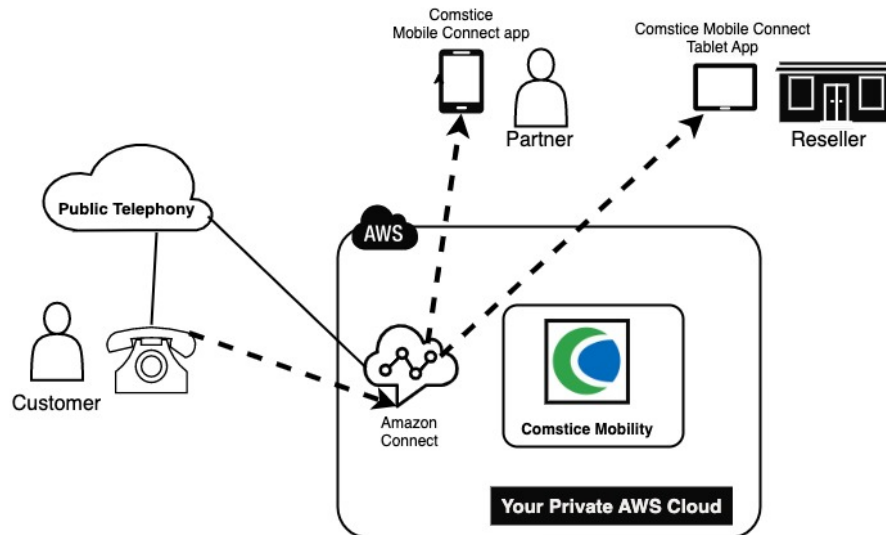 Comstice
Mobile Connect app
Comstice Mobile Connect
Tablet App
Partner
Reseller
Public Telephony
AWS
Customer
Amazon
Connect
Comstice Mobility
Your Private AWS Cloud